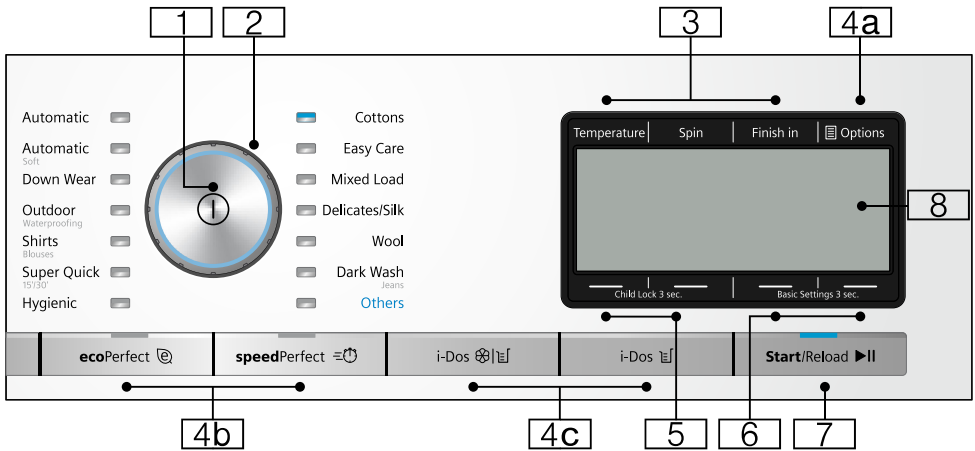 1 2 3 4a
Automatic
Automatic
Soft
Down Wear
Outdoor
Waterproofing
Shirts
Blouses
Super Quick
15'/30'
Hygienic
Cottons
Easy Care
Mixed Load
Delicates/Silk
Wool
Dark Wash
Jeans
Others
Temperature Spin Finish in Options
8
Child Lock 3 sec. Basic Settings 3 sec.
ecoPerfect e speedPerfect i-Dos i-Dos Start/Reload
4b 4c 5 6 7